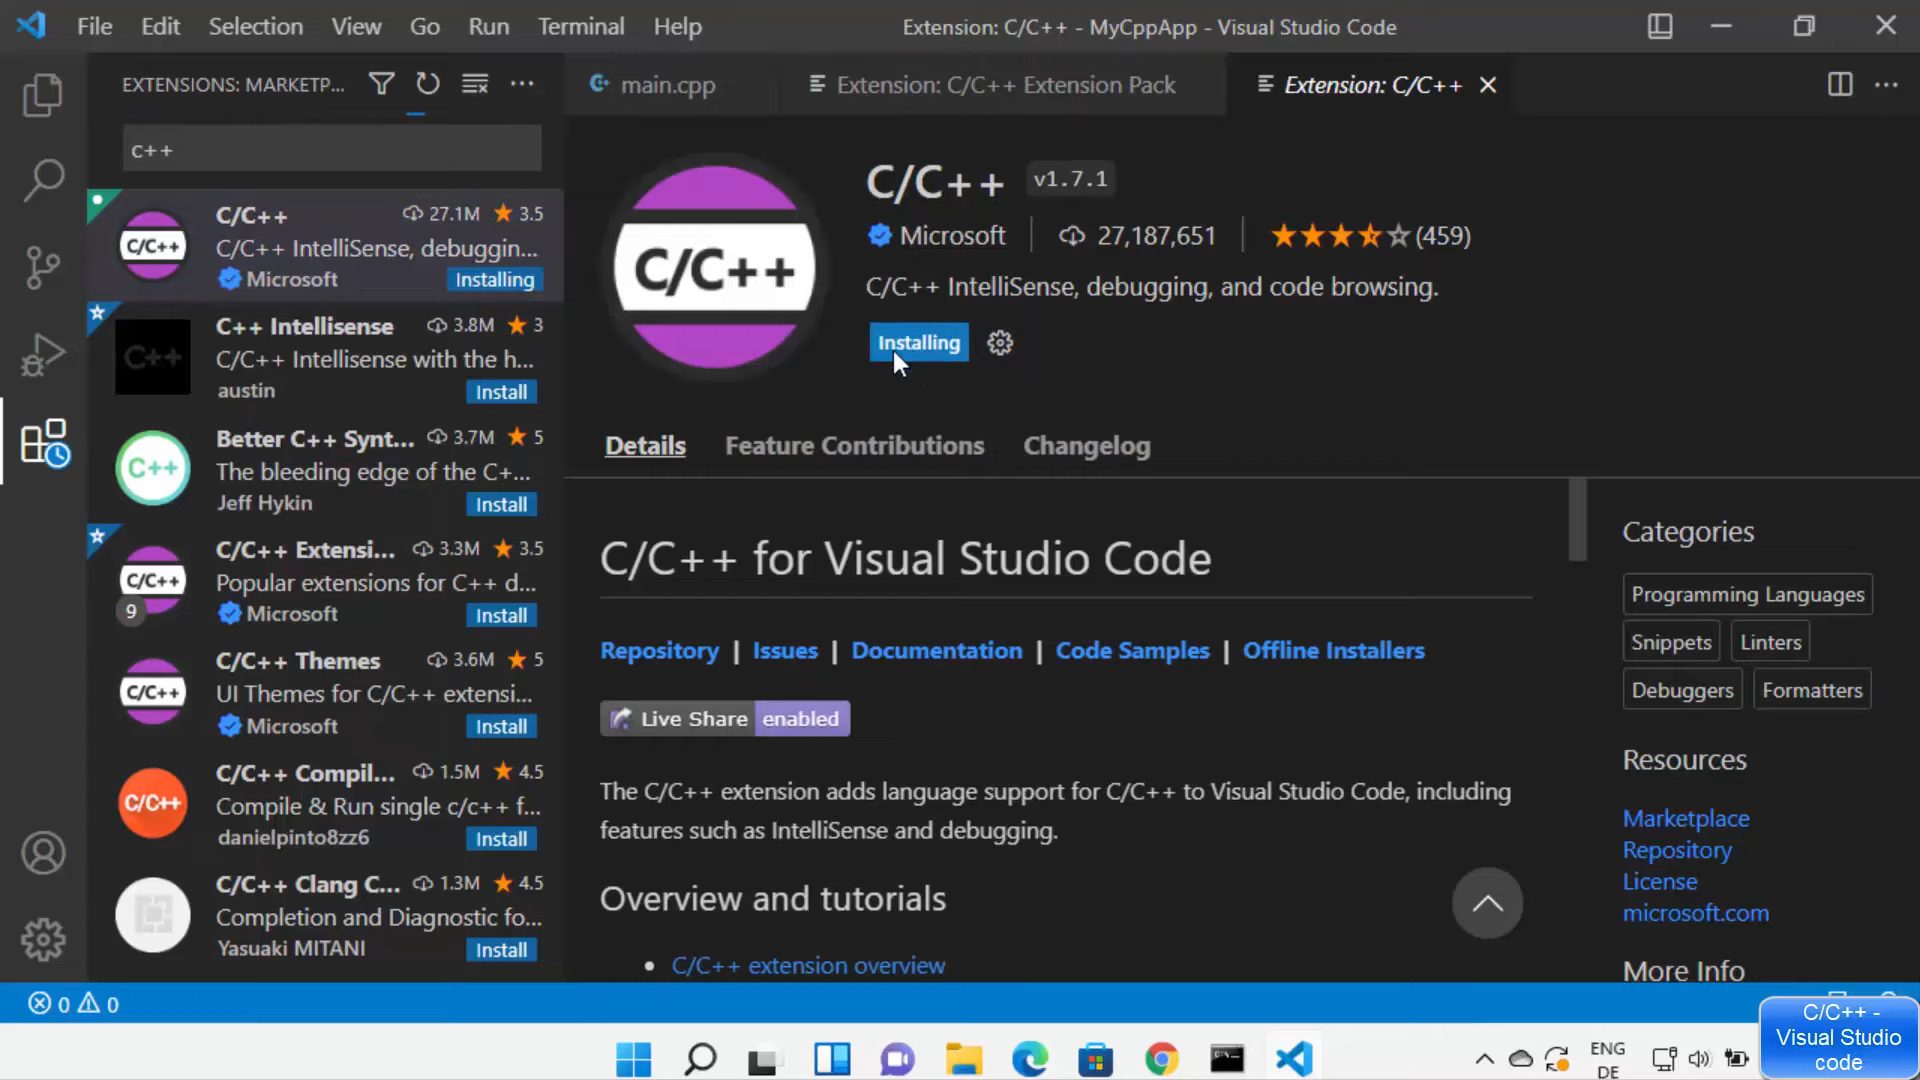 File Edit Selection View Go Run Terminal Help
Extension: C/C++ - MyCppApp - Visual Studio Code
EXTENSIONS: MARKETP...
c++
C/C++ 27.1M 3.5
C/C++ IntelliSense, debuggin...
Microsoft Installing
C++ Intellisense 3.8M 3
C/C++ Intellisense with the h...
austin Install
C++
Better C++ Synt... 3.7M 5
The bleeding edge of the C+...
Jeff Hykin Install
C++
C/C++ Extensi... 3.3M 3.5
Popular extensions for C++ d...
Microsoft Install
C/C++
9
C/C++ Themes 3.6M 5
UI Themes for C/C++ extensi...
Microsoft Install
C/C++
C/C++ Compil... 1.5M 4.5
Compile & Run single c/c++ f...
danielpinto8zz6 Install
C/C++
C/C++ Clang C... 1.3M 4.5
Completion and Diagnostic fo...
Yasuaki MITANI Install
main.cpp
Extension: C/C++ Extension Pack
Extension: C/C++
C/C++
C/C++ v1.7.1
Microsoft 27,187,651 (459)
C/C++ IntelliSense, debugging, and code browsing.
Installing
Details Feature Contributions Changelog
C/C++ for Visual Studio Code
Repository | Issues | Documentation | Code Samples | Offline Installers
Live Share enabled
The C/C++ extension adds language support for C/C++ to Visual Studio Code, including
features such as IntelliSense and debugging.
Overview and tutorials
• C/C++ extension overview
Categories
Programming Languages
Snippets Linters
Debuggers Formatters
Resources
Marketplace
Repository
License
microsoft.com
More Info
0 0
ENG
DE
C/C++ -
Visual Studio
code